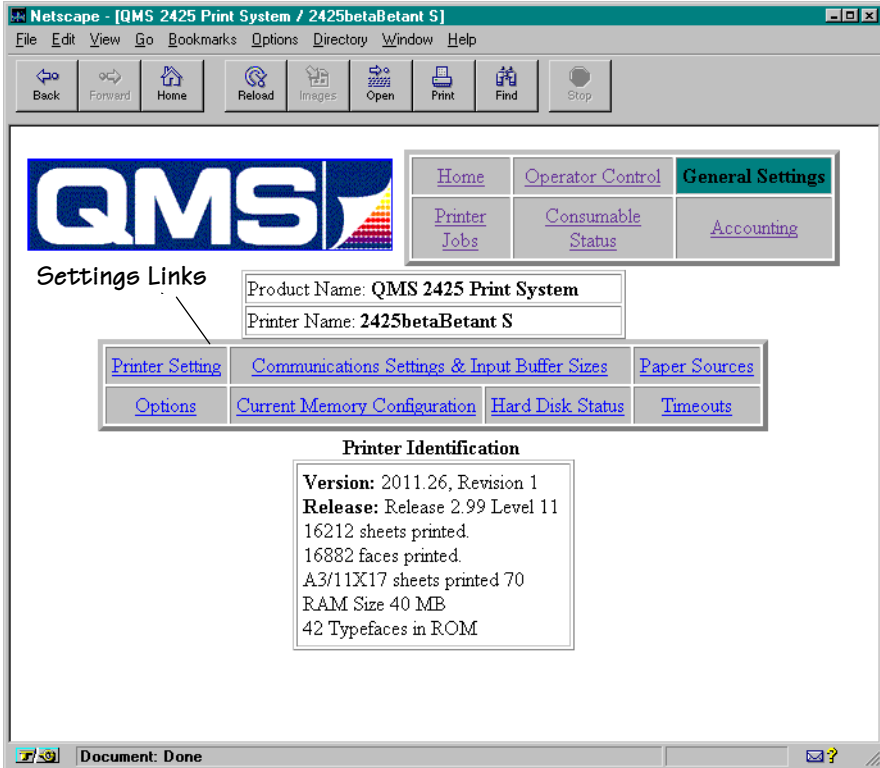 Netscape - [QMS 2425 Print System / 2425betaBetant S]
File Edit View Go Bookmarks Options Directory Window Help
Back Forward Home Reload Images Open Print Find Stop
QMS
Home Operator Control General Settings
Printer Jobs Consumable Status Accounting
Settings Links
Product Name: QMS 2425 Print System
Printer Name: 2425betaBetant S
Printer Setting Communications Settings & Input Buffer Sizes Paper Sources
Options Current Memory Configuration Hard Disk Status Timeouts
Printer Identification
Version: 2011.26, Revision 1
Release: Release 2.99 Level 11
16212 sheets printed.
16882 faces printed.
A3/11X17 sheets printed 70
RAM Size 40 MB
42 Typefaces in ROM
Document: Done